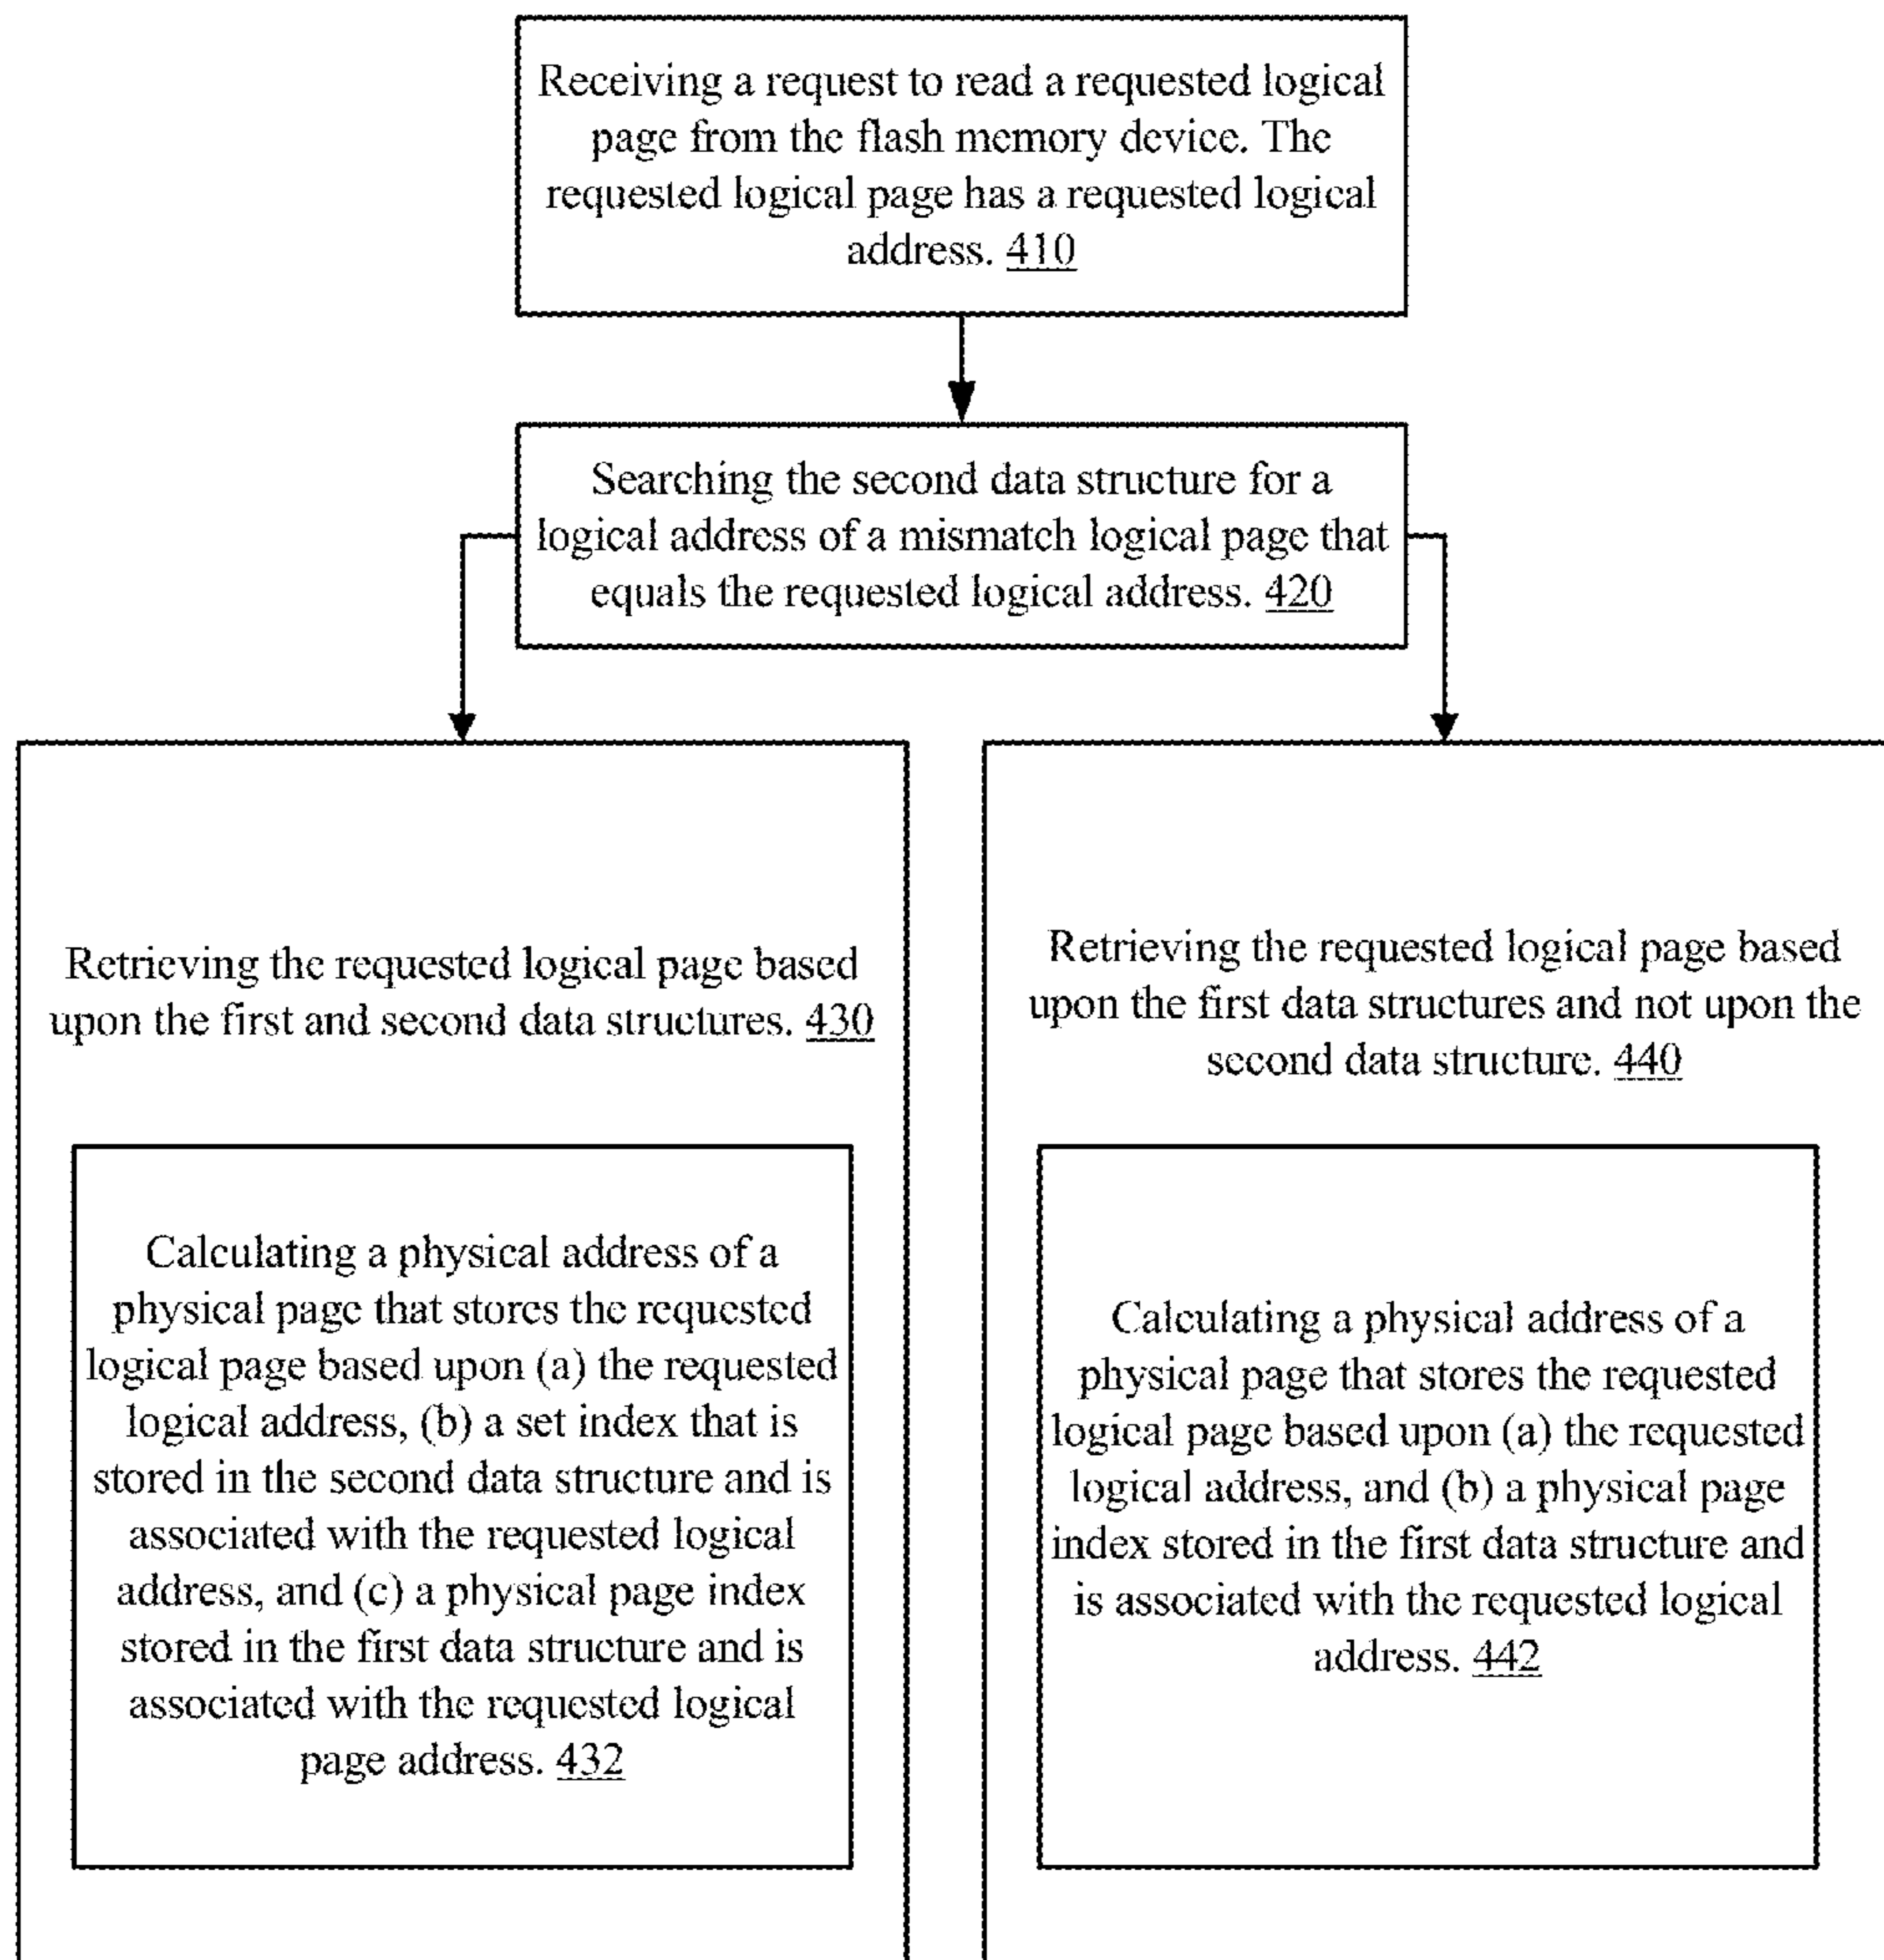 Receiving a request to read a requested logical
page from the flash memory device. The
requested logical page has a requested logical
address. 410
Searching the second data structure for a
logical address of a mismatch logical page that
equals the requested logical address. 420
Retrieving the requested logical page based
upon the first and second data structures. 430
Calculating a physical address of a
physical page that stores the requested
logical page based upon (a) the requested
logical address, (b) a set index that is
stored in the second data structure and is
associated with the requested logical
address, and (c) a physical page index
stored in the first data structure and is
associated with the requested logical
page address. 432
Retrieving the requested logical page based
upon the first data structures and not upon the
second data structure. 440
Calculating a physical address of a
physical page that stores the requested
logical page based upon (a) the requested
logical address, and (b) a physical page
index stored in the first data structure and
is associated with the requested logical
address. 442